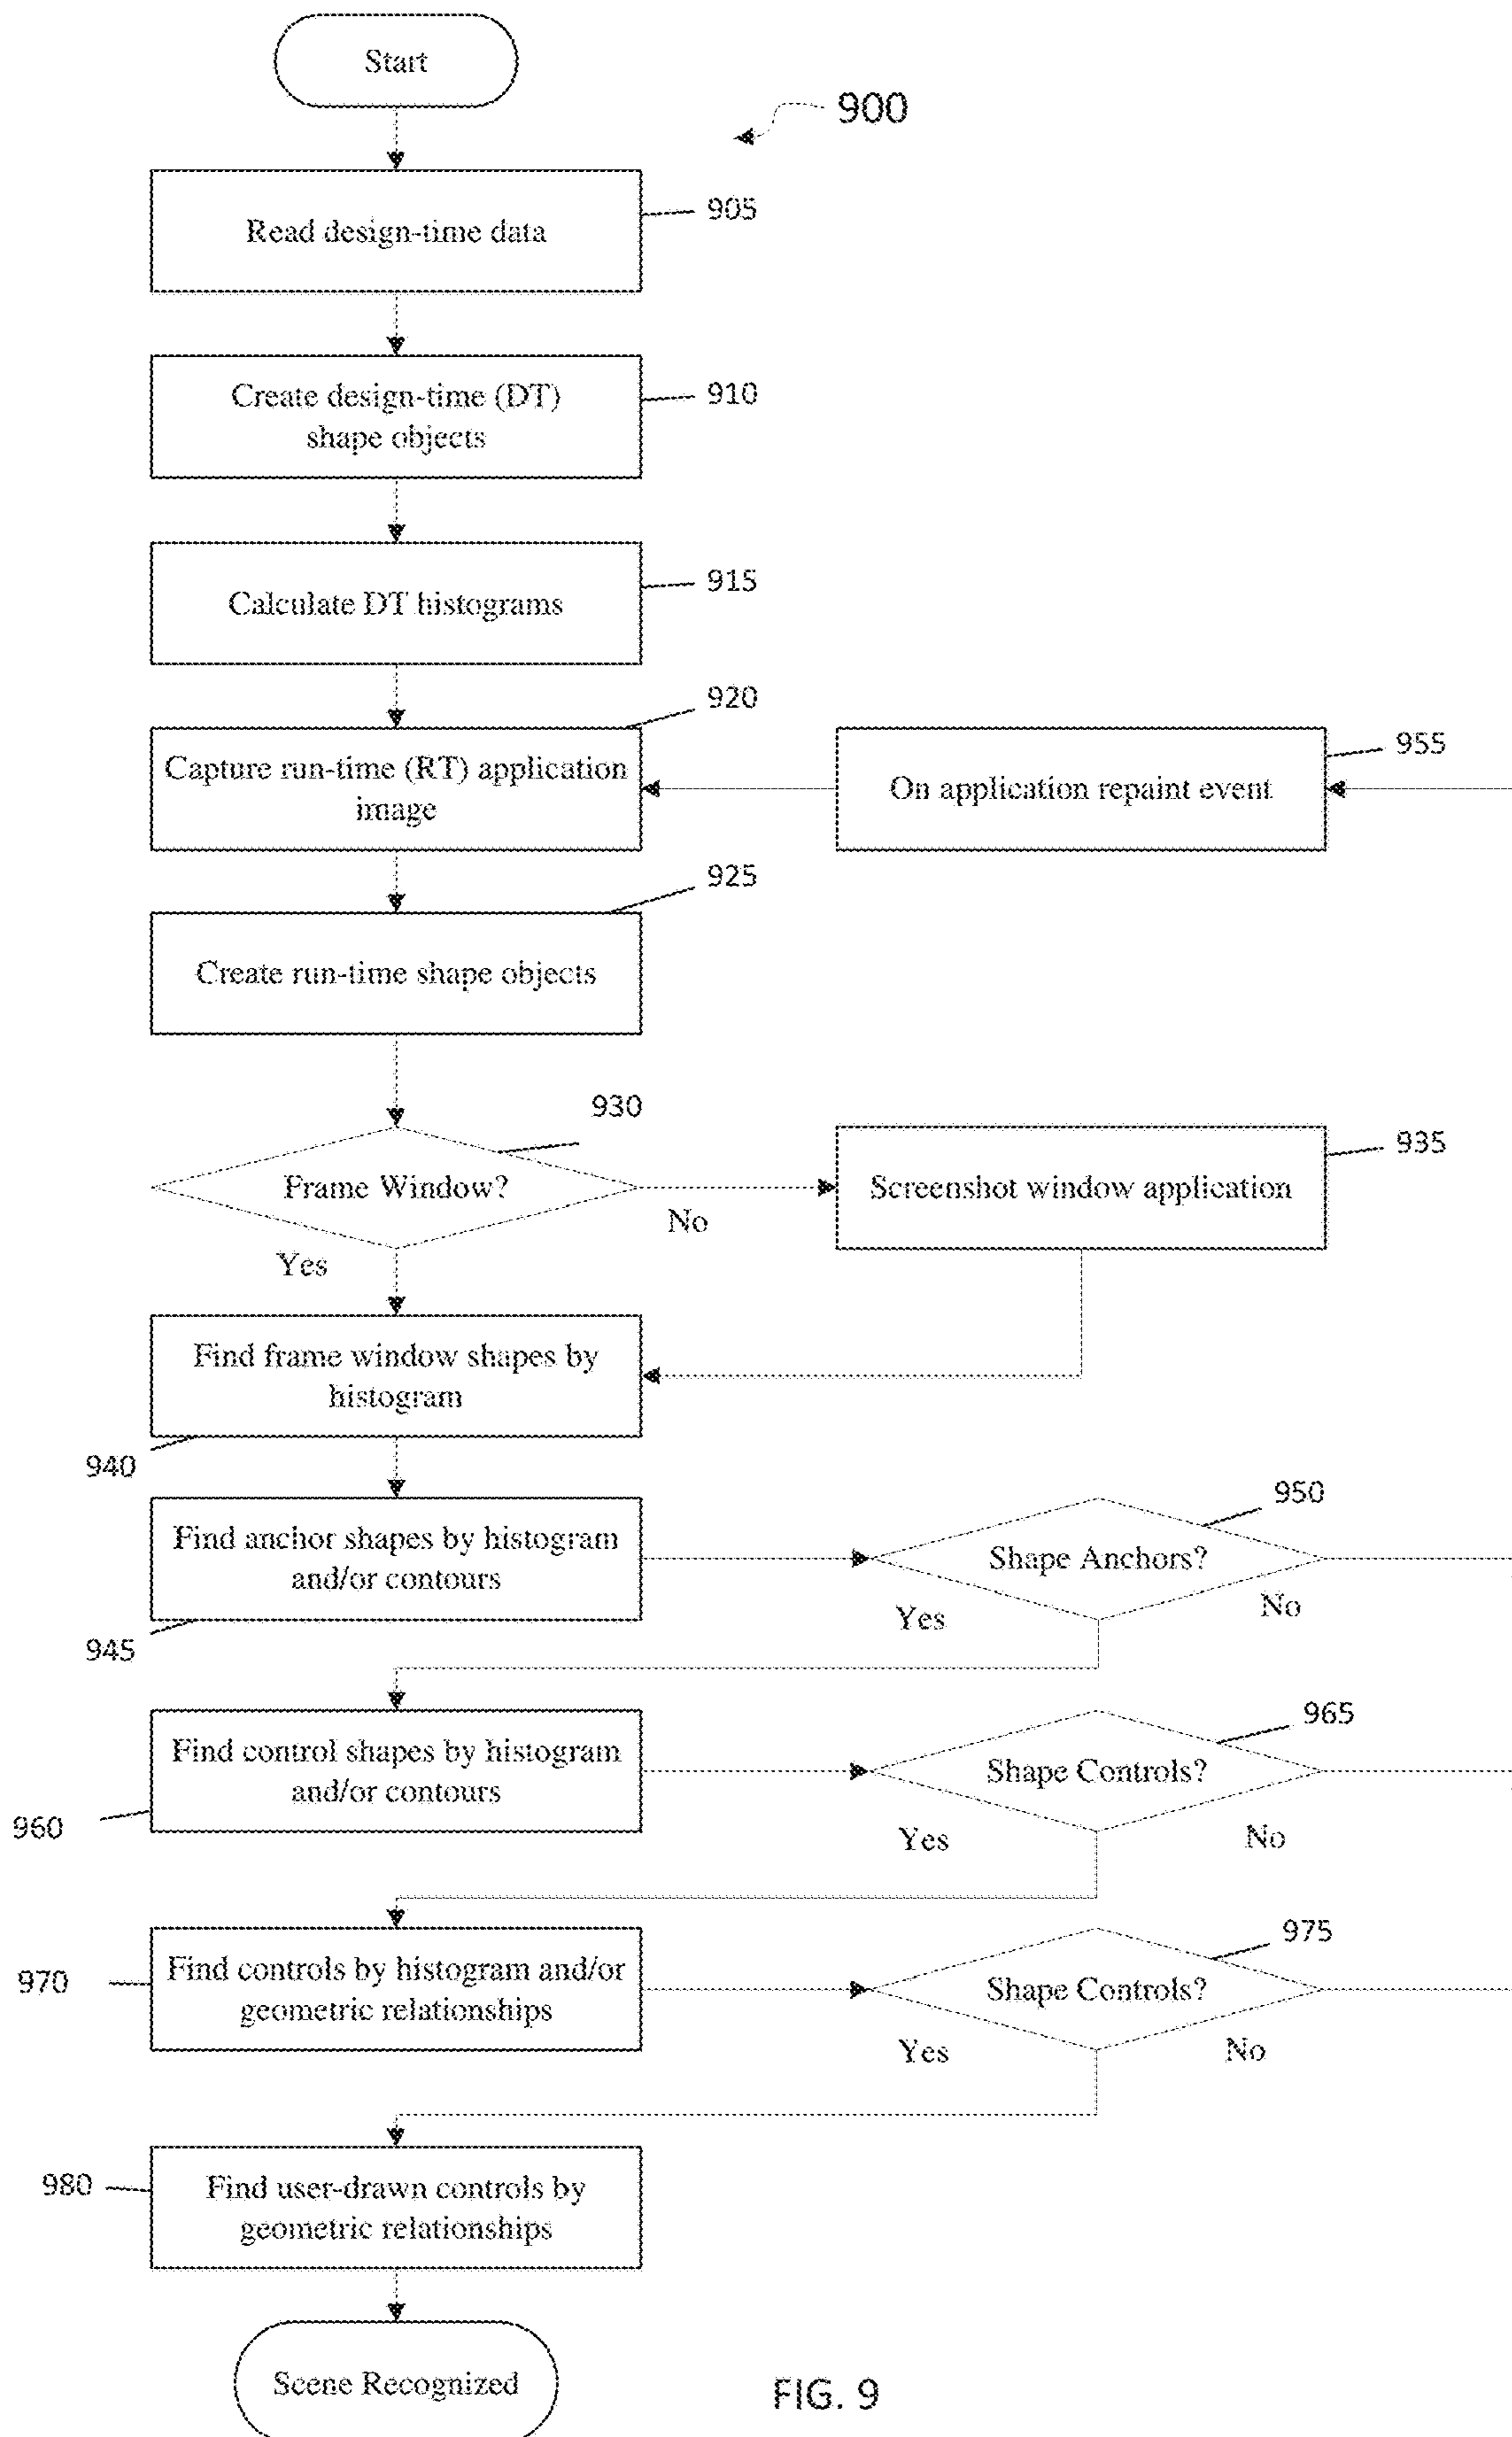 Start
900
Read design-time data
905
Create design-time (DT)
shape objects
910
Calculate DT histograms
915
920
Capture run-time (RT) application
image
On application repaint event
955
925
Create run-time shape objects
930
Frame Window?
No
Yes
Screenshot window application
935
Find frame window shapes by
histogram
940
Find anchor shapes by histogram
and/or contours
945
950
Shape Anchors?
Yes
No
Find control shapes by histogram
and/or contours
960
965
Shape Controls?
Yes
No
970
Find controls by histogram and/or
geometric relationships
975
Shape Controls?
Yes
No
980
Find user-drawn controls by
geometric relationships
Scene Recognized
FIG. 9